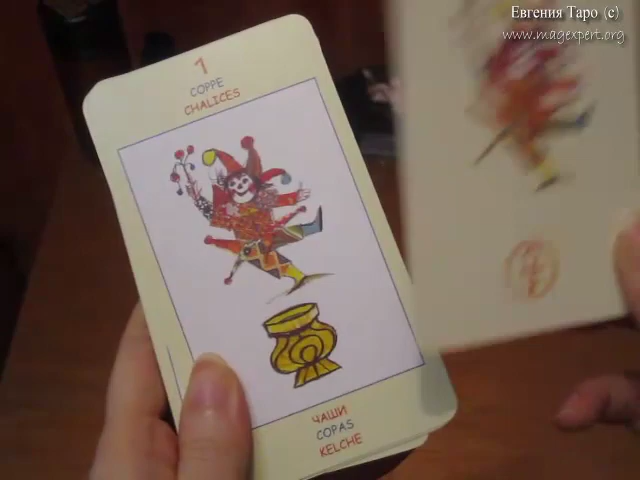 Евгения Таро (c)
www.magexpert.org
1
COPPE
CHALICES
ЧАШИ
COPAS
KELCHE